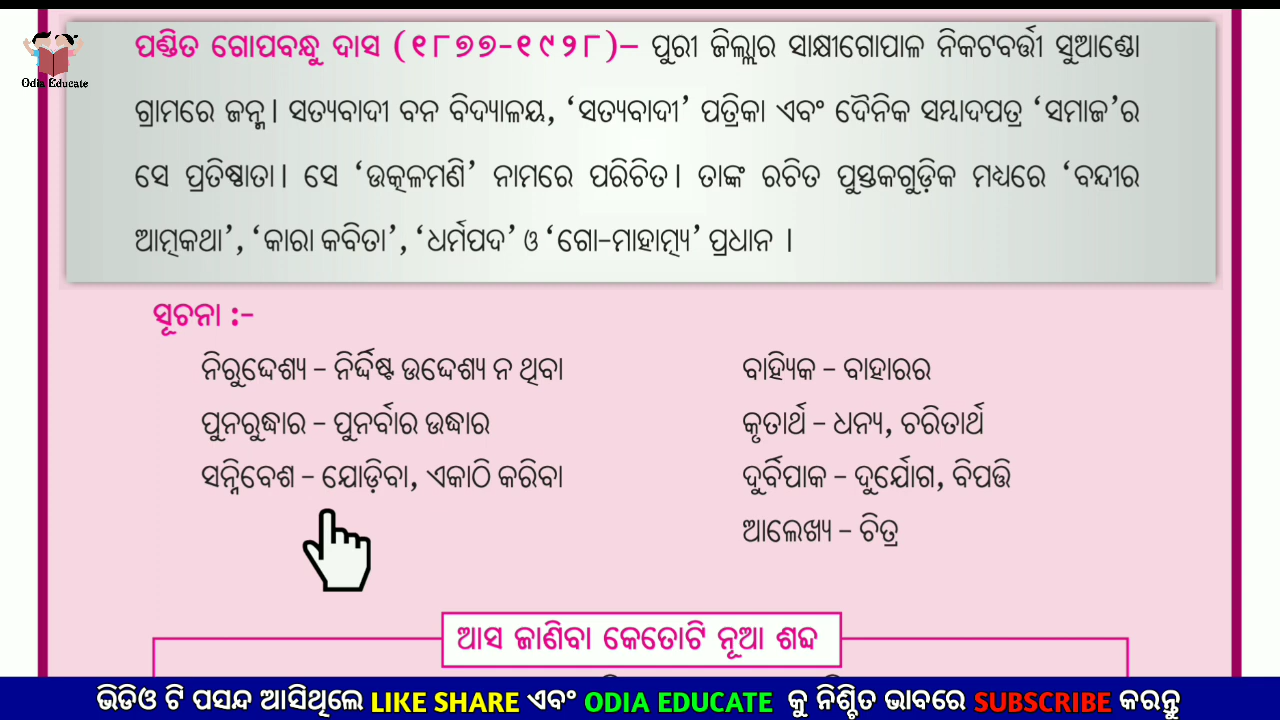 Odia Educate
ପଣ୍ଡିତ ଗୋପବନ୍ଧୁ ଦାସ (୧୮୭୭-୧୯୨୮)– ପୁରୀ ଜିଲ୍ଲାର ସାକ୍ଷୀଗୋପାଳ ନିକଟବର୍ତ୍ତୀ ସୁଆଣ୍ଡୋ
ଗ୍ରାମରେ ଜନ୍ମ। ସତ୍ୟବାଦୀ ବନ ବିଦ୍ୟାଳୟ, ‘ସତ୍ୟବାଦୀ’ ପତ୍ରିକା ଏବଂ ଦୈନିକ ସମ୍ବାଦପତ୍ର ‘ସମାଜ’ର
ସେ ପ୍ରତିଷ୍ଠାତା। ସେ ‘ଉତ୍କଳମଣି’ ନାମରେ ପରିଚିତ। ତାଙ୍କ ରଚିତ ପୁସ୍ତକଗୁଡ଼ିକ ମଧ୍ୟରେ ‘ବନ୍ଦୀର
ଆତ୍ମକଥା’, ‘କାରା କବିତା’, ‘ଧର୍ମପଦ’ ଓ ‘ଗୋ-ମାହାତ୍ମ୍ୟ’ ପ୍ରଧାନ ।
ସୂଚନା :-
ନିରୁଦ୍ଦେଶ୍ୟ – ନିର୍ଦ୍ଦିଷ୍ଟ ଉଦ୍ଦେଶ୍ୟ ନ ଥିବା
ପୁନରୁଦ୍ଧାର – ପୁନର୍ବାର ଉଦ୍ଧାର
ସନ୍ନିବେଶ – ଯୋଡ଼ିବା, ଏକାଠି କରିବା
ବାହ୍ୟିକ – ବାହାରର
କୃତାର୍ଥ – ଧନ୍ୟ, ଚରିତାର୍ଥ
ଦୁର୍ବିପାକ – ଦୁର୍ଯୋଗ, ବିପତ୍ତି
ଆଲେଖ୍ୟ – ଚିତ୍ର
ଆସ ଜାଣିବା କେତୋଟି ନୂଆ ଶବ୍ଦ
ଭିଡିଓ ଟି ପସନ୍ଦ ଆସିଥିଲେ LIKE SHARE ଏବଂ ODIA EDUCATE କୁ ନିଶ୍ଚିତ ଭାବରେ SUBSCRIBE କରନ୍ତୁ